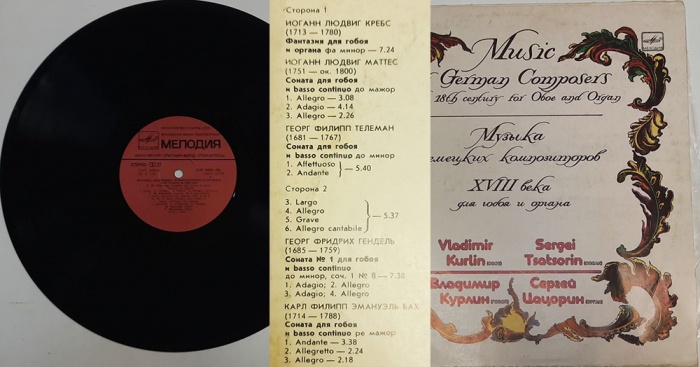 МЕЛОДИЯ
Сторона 1
ИОГАНН ЛЮДВИГ КРЕБС
(1713 — 1780)
Фантазия для гобоя
и органа фа минор — 7.24
ИОГАНН ЛЮДВИГ МАТТЕС
(1751 — ок. 1800)
Соната для гобоя
и basso continuo до мажор
1. Allegro — 3.08
2. Adagio — 4.14
3. Allegro — 2.26
ГЕОРГ ФИЛИПП ТЕЛЕМАН
(1681 — 1767)
Соната для гобоя
и basso continuo до минор
1. Affettuoso
2. Andante
5.40
Сторона 2
3. Largo
4. Allegro
5. Grave
6. Allegro cantabile
5.37
ГЕОРГ ФРИДРИХ ГЕНДЕЛЬ
(1685 — 1759)
Соната № 1 для гобоя
и basso continuo
до минор, соч. 1 № 8 — 7.38
1. Adagio; 2. Allegro
3. Adagio; 4. Allegro
КАРЛ ФИЛИПП ЭМАНУЭЛЬ БАХ
(1714 — 1788)
Соната для гобоя
и basso continuo ре мажор
1. Andante — 3.38
2. Allegretto — 2.24
3. Allegro — 2.18
Music
German Composers
18th century for Oboe and Organ
Музыка
емецких композиторов
XVIII века
для гобоя и органа
Vladimir Kurlin
Sergei Tsatsorin
Владимир Курлин
Сергей Цацорин